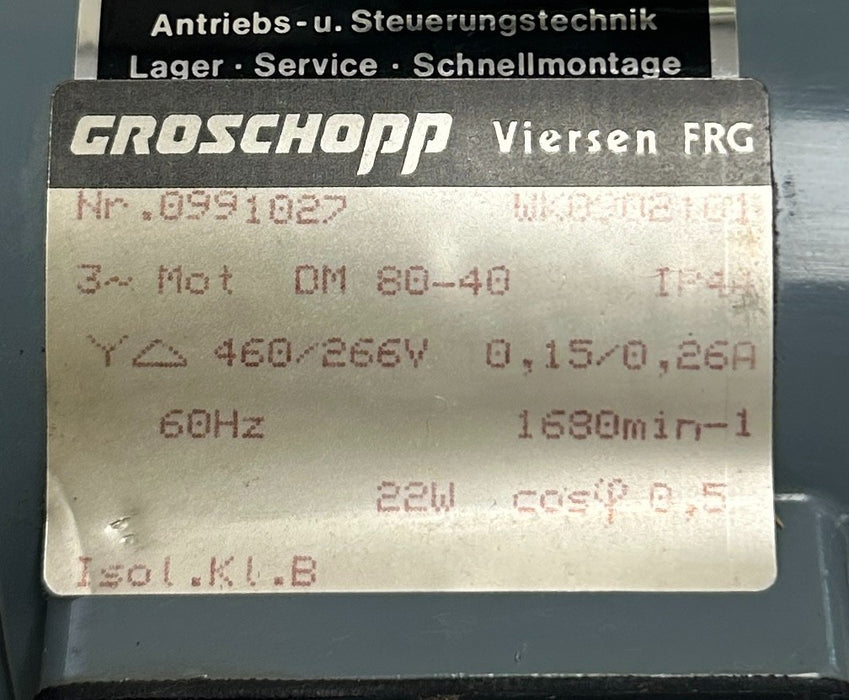 Antriebs-u. Steuerungstechnik
Lager · Service · Schnellmontage
GROSCHOPP Viersen FRG
Nr.0991027
3~ Mot DM 80-40 IP44
Y△ 460/266V 0,15/0,26A
60Hz 1680min-1
22W cosφ 0,5
Isol.Kl.B